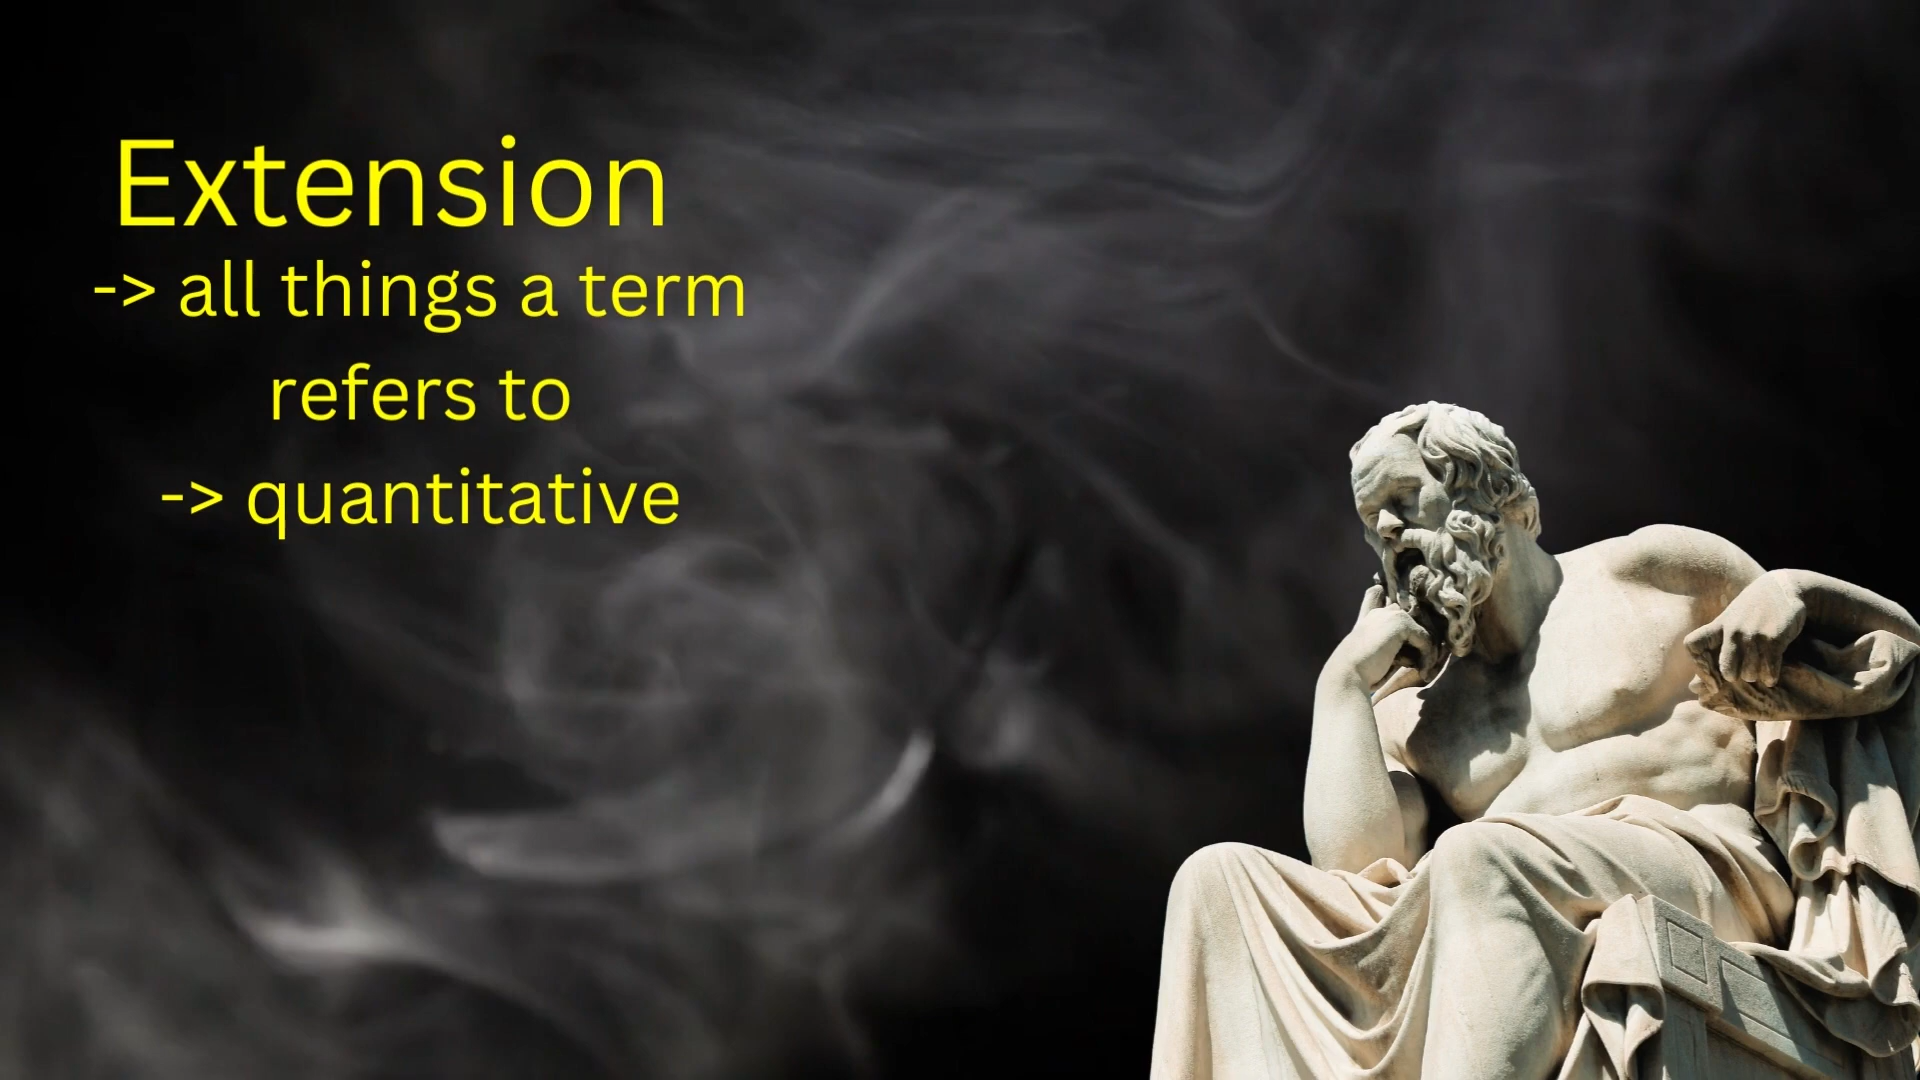 Extension
-> all things a term
refers to
-> quantitative